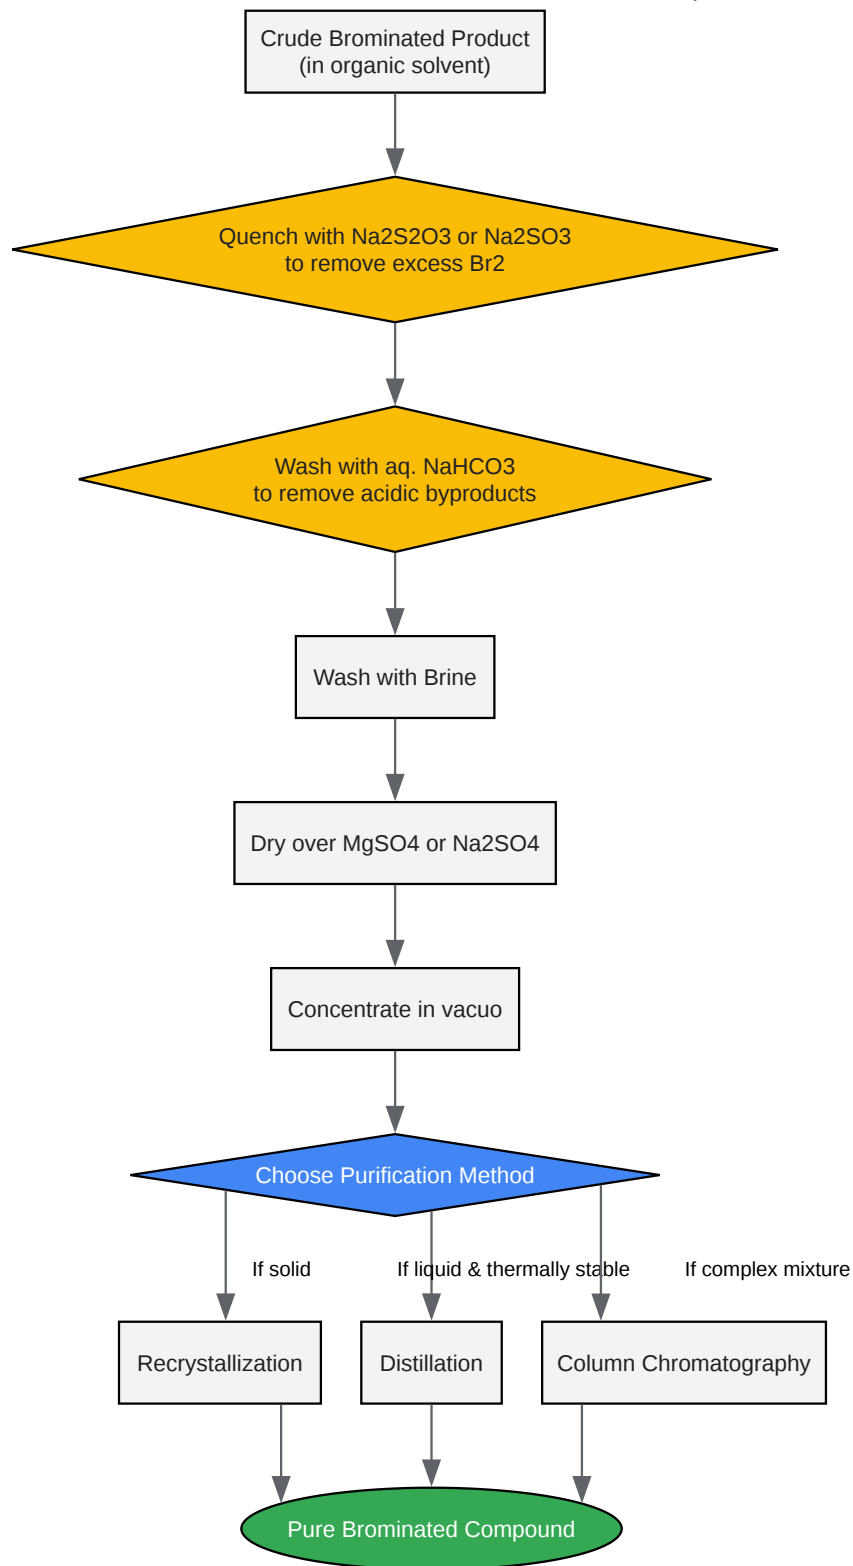 Crude Brominated Product
(in organic solvent)
Quench with Na2S2O3 or Na2SO3
to remove excess Br2
Wash with aq. NaHCO3
to remove acidic byproducts
Wash with Brine
Dry over MgSO4 or Na2SO4
Concentrate in vacuo
Choose Purification Method
If solid
If liquid & thermally stable
If complex mixture
Recrystallization
Distillation
Column Chromatography
Pure Brominated Compound